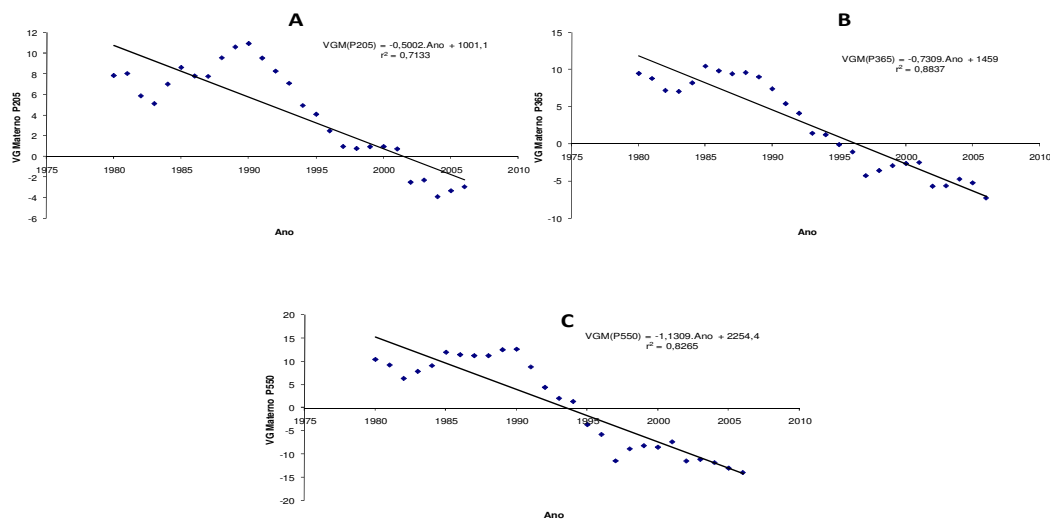 A
VGM(P205) = -0,5002.Ano + 1001,1
r² = 0,7133
VG Materno P205
12
10
8
6
4
2
0
-2
-4
-6
1975 1980 1985 1990 1995 2000 2005 2010
Ano
B
VGM(P365) = -0,7309.Ano + 1459
r² = 0,8837
VG Materno P365
15
10
5
0
-5
-10
1975 1980 1985 1990 1995 2000 2005 2010
Ano
C
VGM(P550) = -1,1309.Ano + 2254,4
r² = 0,8265
VG Materno P550
20
15
10
5
0
-5
-10
-15
-20
1975 1980 1985 1990 1995 2000 2005 2010
Ano